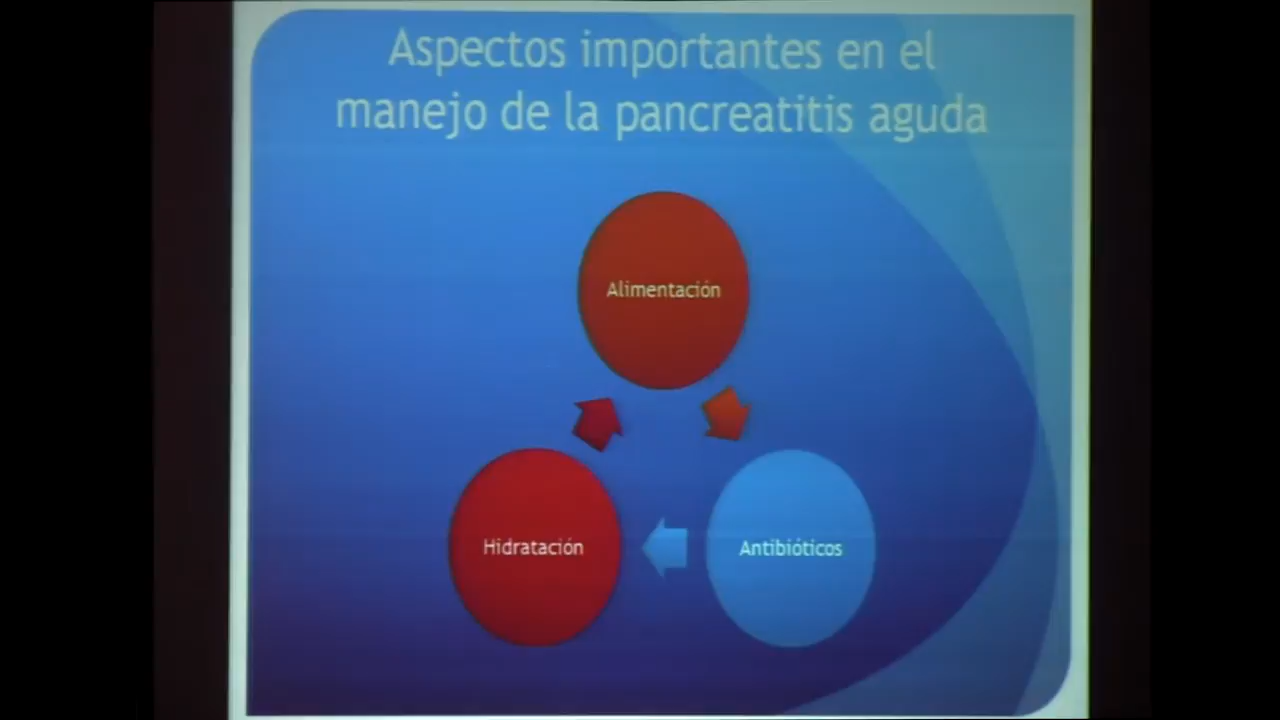 Aspectos importantes en el
manejo de la pancreatitis aguda
Alimentación
Hidratación
Antibióticos